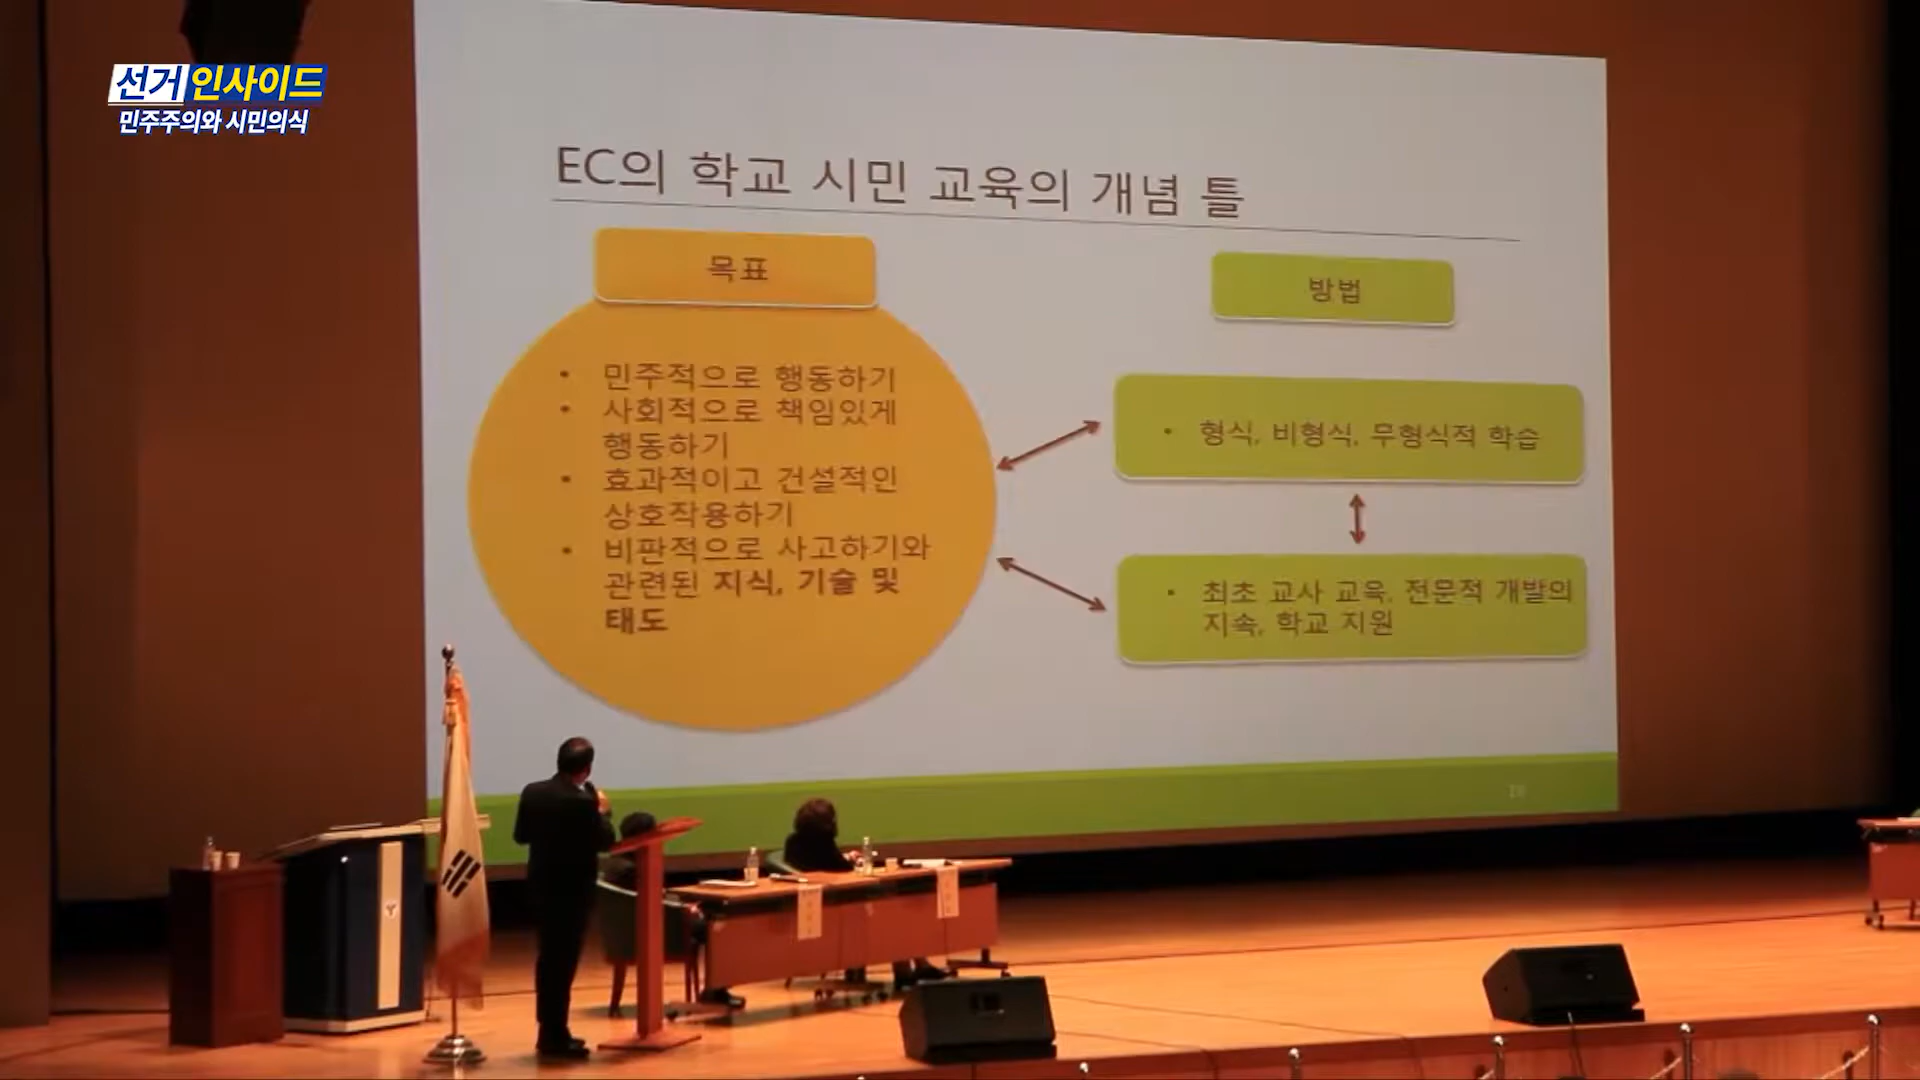 선거 인사이드
민주주의와 시민의식
EC의 학교 시민 교육의 개념 틀
목표
• 민주적으로 행동하기
• 사회적으로 책임있게
행동하기
• 효과적이고 건설적인
상호작용하기
• 비판적으로 사고하기와
관련된 지식, 기술 및
태도
방법
• 형식, 비형식, 무형식적 학습
• 최초 교사 교육, 전문적 개발의
지속, 학교 지원